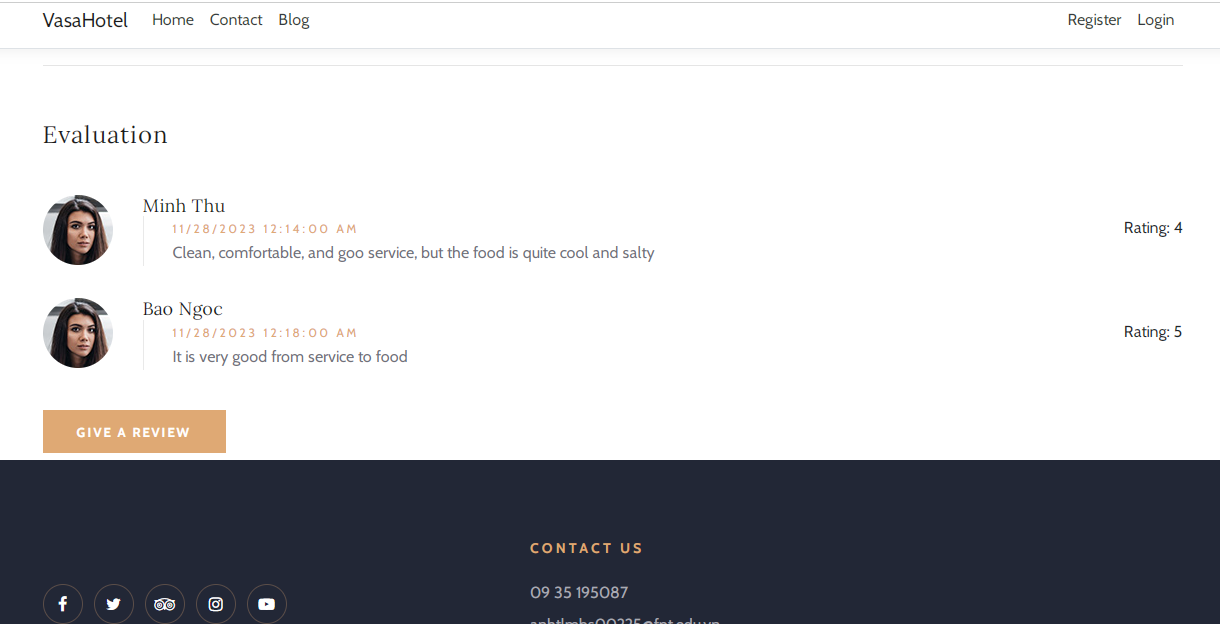 VasaHotel Home Contact Blog Register Login
Evaluation
Minh Thu
11/28/2023 12:14:00 AM
Rating: 4
Clean, comfortable, and goo service, but the food is quite cool and salty
Bao Ngoc
11/28/2023 12:18:00 AM
Rating: 5
It is very good from service to food
GIVE A REVIEW
CONTACT US
09 35 195087